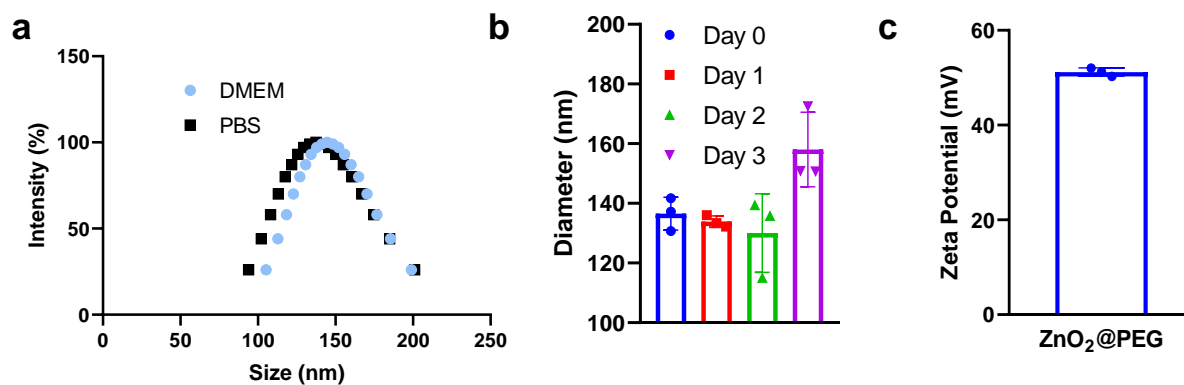 a
Intensity (%)
150
100
50
0
DMEM
PBS
0 50 100 150 200 250
Size (nm)
b
Diameter (nm)
200
180
160
140
120
100
Day 0
Day 1
Day 2
Day 3
c
Zeta Potential (mV)
60
40
20
0
ZnO₂@PEG